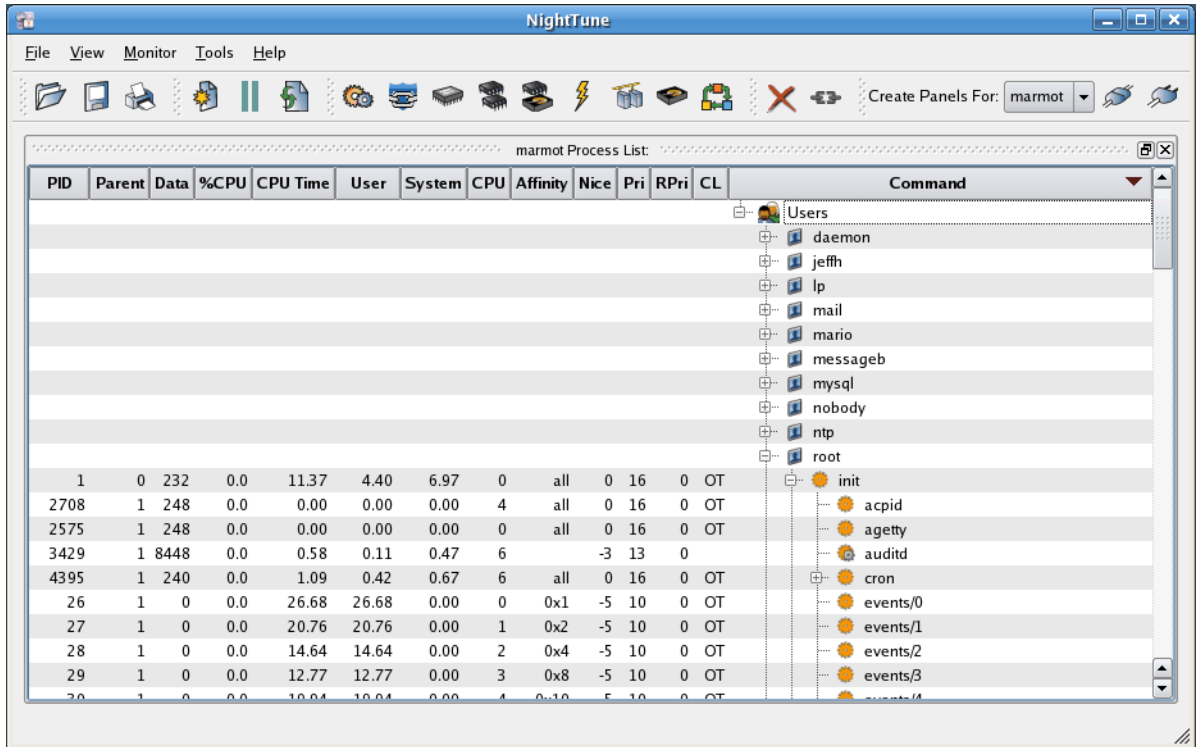 NightTune
File View Monitor Tools Help
Create Panels For: marmot
marmot Process List:
PID Parent Data %CPU CPU Time User System CPU Affinity Nice Pri RPri CL Command
Users
daemon
jeffh
lp
mail
mario
messageb
mysql
nobody
ntp
root
1 0 232 0.0 11.37 4.40 6.97 0 all 0 16 0 OT init
2708 1 248 0.0 0.00 0.00 0.00 4 all 0 16 0 OT acpid
2575 1 248 0.0 0.00 0.00 0.00 0 all 0 16 0 OT agetty
3429 1 8448 0.0 0.58 0.11 0.47 6 -3 13 0 auditd
4395 1 240 0.0 1.09 0.42 0.67 6 all 0 16 0 OT cron
26 1 0 0.0 26.68 26.68 0.00 0 0x1 -5 10 0 OT events/0
27 1 0 0.0 20.76 20.76 0.00 1 0x2 -5 10 0 OT events/1
28 1 0 0.0 14.64 14.64 0.00 2 0x4 -5 10 0 OT events/2
29 1 0 0.0 12.77 12.77 0.00 3 0x8 -5 10 0 OT events/3